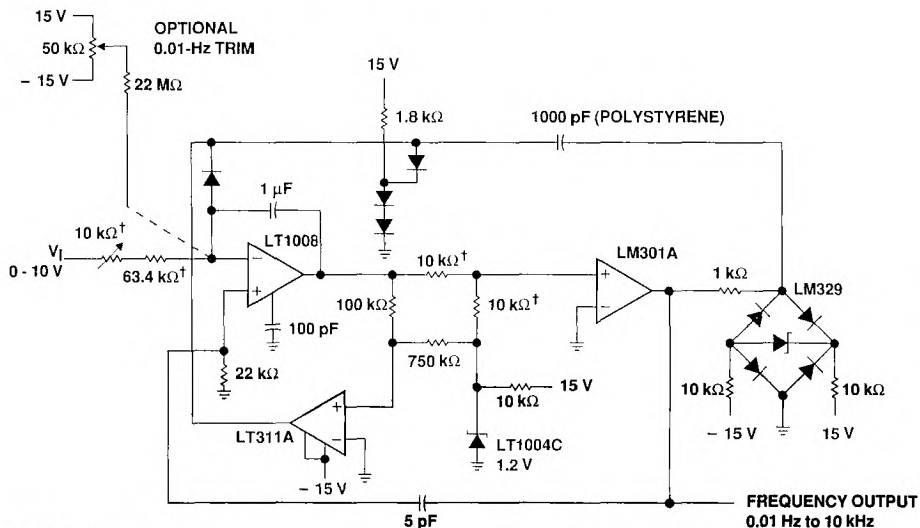 15 V
OPTIONAL
0.01-Hz TRIM
50 kΩ
– 15 V
22 MΩ
15 V
1.8 kΩ
1000 pF (POLYSTYRENE)
1 μF
10 kΩ†
VI
0 - 10 V
63.4 kΩ†
LT1008
10 kΩ†
LM301A
1 kΩ
LM329
100 kΩ
10 kΩ†
100 pF
750 kΩ
22 kΩ
10 kΩ
15 V
10 kΩ
10 kΩ
LT311A
LT1004C
1.2 V
– 15 V
15 V
– 15 V
5 pF
FREQUENCY OUTPUT
0.01 Hz to 10 kHz